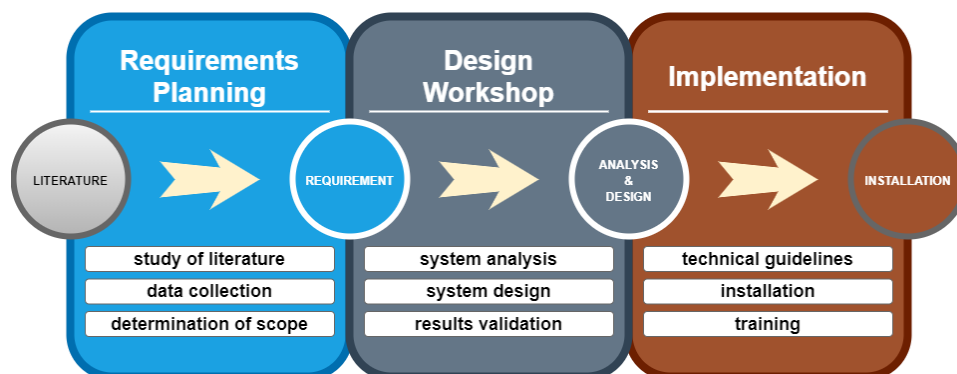 Requirements
Planning
Design
Workshop
Implementation
LITERATURE
REQUIREMENT
ANALYSIS
&
DESIGN
INSTALLATION
study of literature
data collection
determination of scope
system analysis
system design
results validation
technical guidelines
installation
training